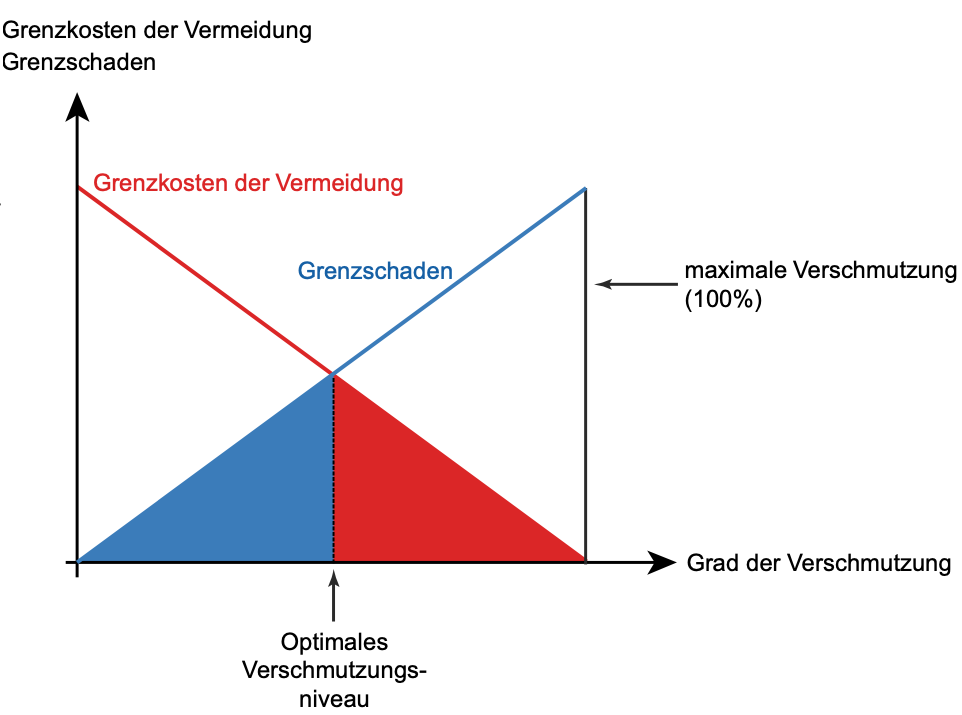 Grenzkosten der Vermeidung
Grenzschaden
Grenzkosten der Vermeidung
Grenzschaden
maximale Verschmutzung
(100%)
Grad der Verschmutzung
Optimales
Verschmutzungs-
niveau